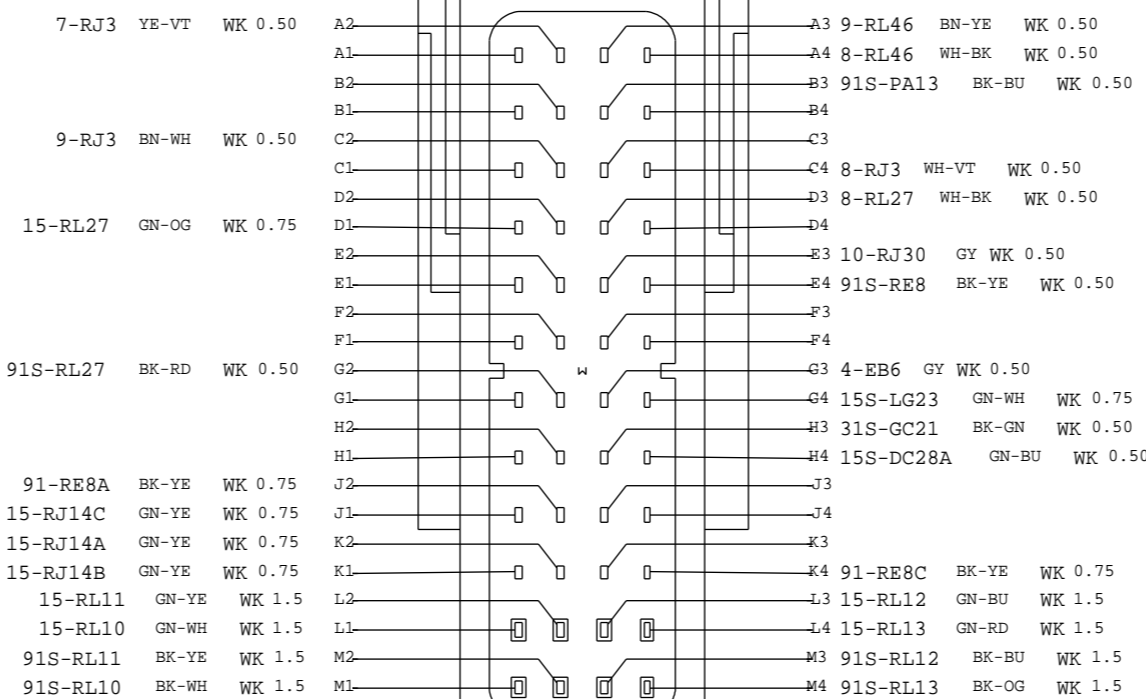 7-RJ3 YE-VT WK 0.50 A2 A3 9-RL46 BN-YE WK 0.50
A1 A4 8-RL46 WH-BK WK 0.50
B2 B3 91S-PA13 BK-BU WK 0.50
B1 B4
9-RJ3 BN-WH WK 0.50 C2 C3
C1 C4 8-RJ3 WH-VT WK 0.50
D2 D3 8-RL27 WH-BK WK 0.50
15-RL27 GN-OG WK 0.75 D1 D4
E2 E3 10-RJ30 GY WK 0.50
E1 E4 91S-RE8 BK-YE WK 0.50
F2 F3
F1 F4
91S-RL27 BK-RD WK 0.50 G2 W G3 4-EB6 GY WK 0.50
G1 G4 15S-LG23 GN-WH WK 0.75
H2 H3 31S-GC21 BK-GN WK 0.50
H1 H4 15S-DC28A GN-BU WK 0.50
91-RE8A BK-YE WK 0.75 J2 J3
15-RJ14C GN-YE WK 0.75 J1 J4
15-RJ14A GN-YE WK 0.75 K2 K3
15-RJ14B GN-YE WK 0.75 K1 K4 91-RE8C BK-YE WK 0.75
15-RL11 GN-YE WK 1.5 L2 L3 15-RL12 GN-BU WK 1.5
15-RL10 GN-WH WK 1.5 L1 L4 15-RL13 GN-RD WK 1.5
91S-RL11 BK-YE WK 1.5 M2 M3 91S-RL12 BK-BU WK 1.5
91S-RL10 BK-WH WK 1.5 M1 M4 91S-RL13 BK-OG WK 1.5